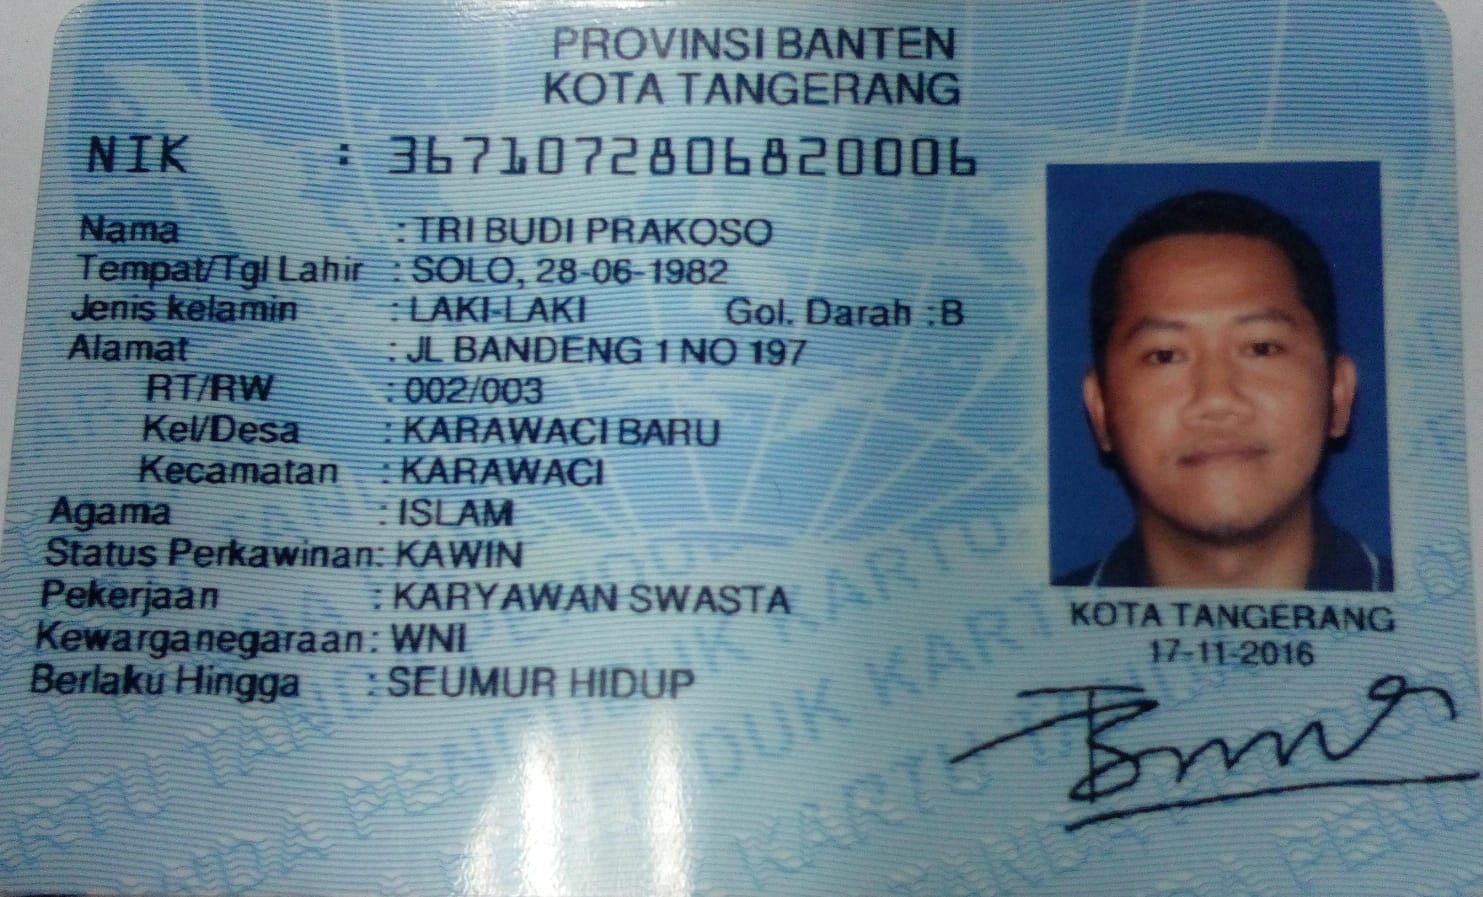 PROVINSI BANTEN
KOTA TANGERANG
NIK : 3671072806820006
Nama : TRI BUDI PRAKOSO
Tempat/Tgl Lahir : SOLO, 28-06-1982
Jenis kelamin : LAKI-LAKI Gol. Darah : B
Alamat : JL BANDENG 1 NO 197
RT/RW : 002/003
Kel/Desa : KARAWACI BARU
Kecamatan : KARAWACI
Agama : ISLAM
Status Perkawinan: KAWIN
Pekerjaan : KARYAWAN SWASTA
Kewarganegaraan: WNI
Berlaku Hingga : SEUMUR HIDUP
KOTA TANGERANG
17-11-2016